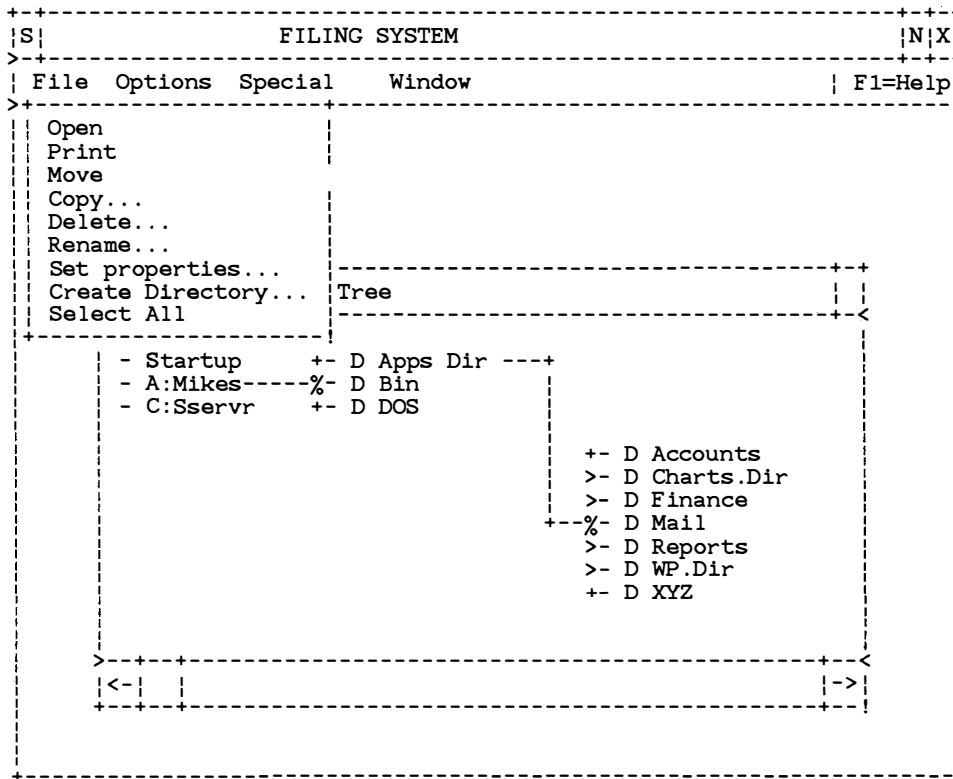 S FILING SYSTEM N X
File Options Special Window F1=Help
Open
Print
Move
Copy...
Delete...
Rename...
Set properties...
Create Directory... Tree
Select All
- Startup +- D Apps Dir ---+
- A:Mikes-----%- D Bin
- C:Sservr +- D DOS
+- D Accounts
>- D Charts.Dir
>- D Finance
+--%- D Mail
>- D Reports
>- D WP.Dir
+- D XYZ
<- ->